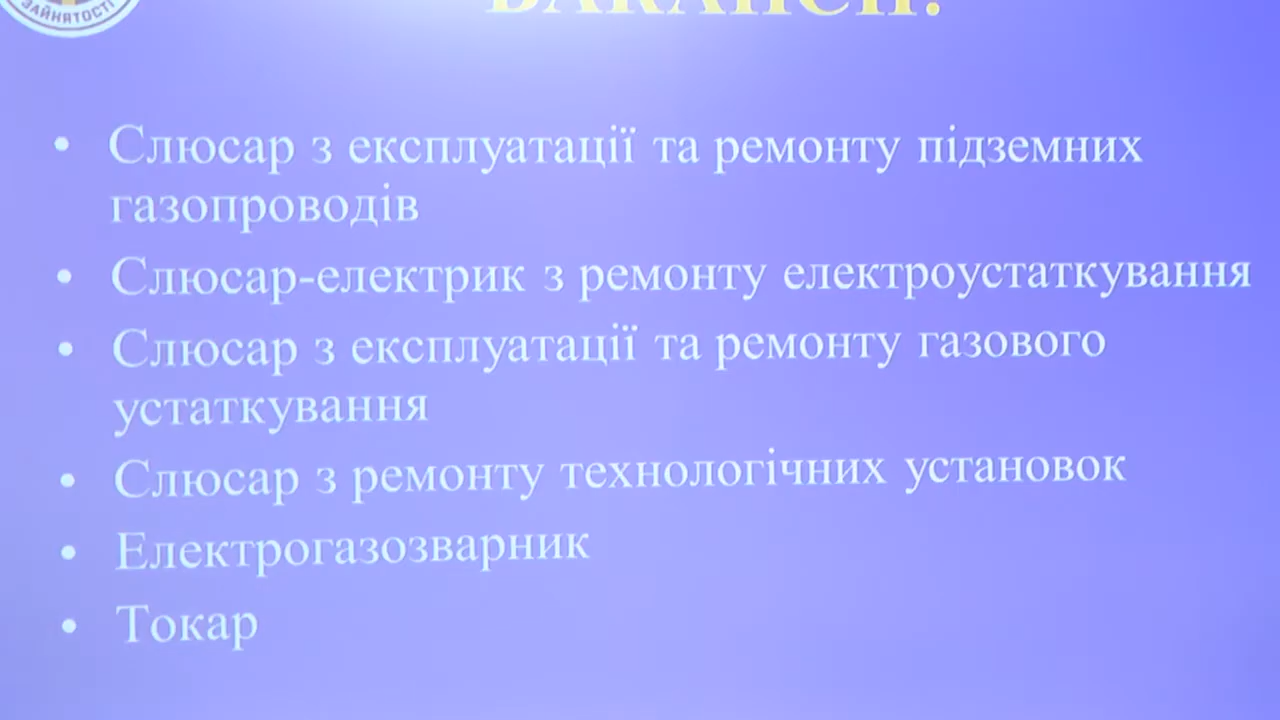 ЗАЙНЯТОСТІ
ВАКАНСІЇ:
• Слюсар з експлуатації та ремонту підземних
газопроводів
• Слюсар-електрик з ремонту електроустаткування
• Слюсар з експлуатації та ремонту газового
устаткування
• Слюсар з ремонту технологічних установок
• Електрогазозварник
• Токар